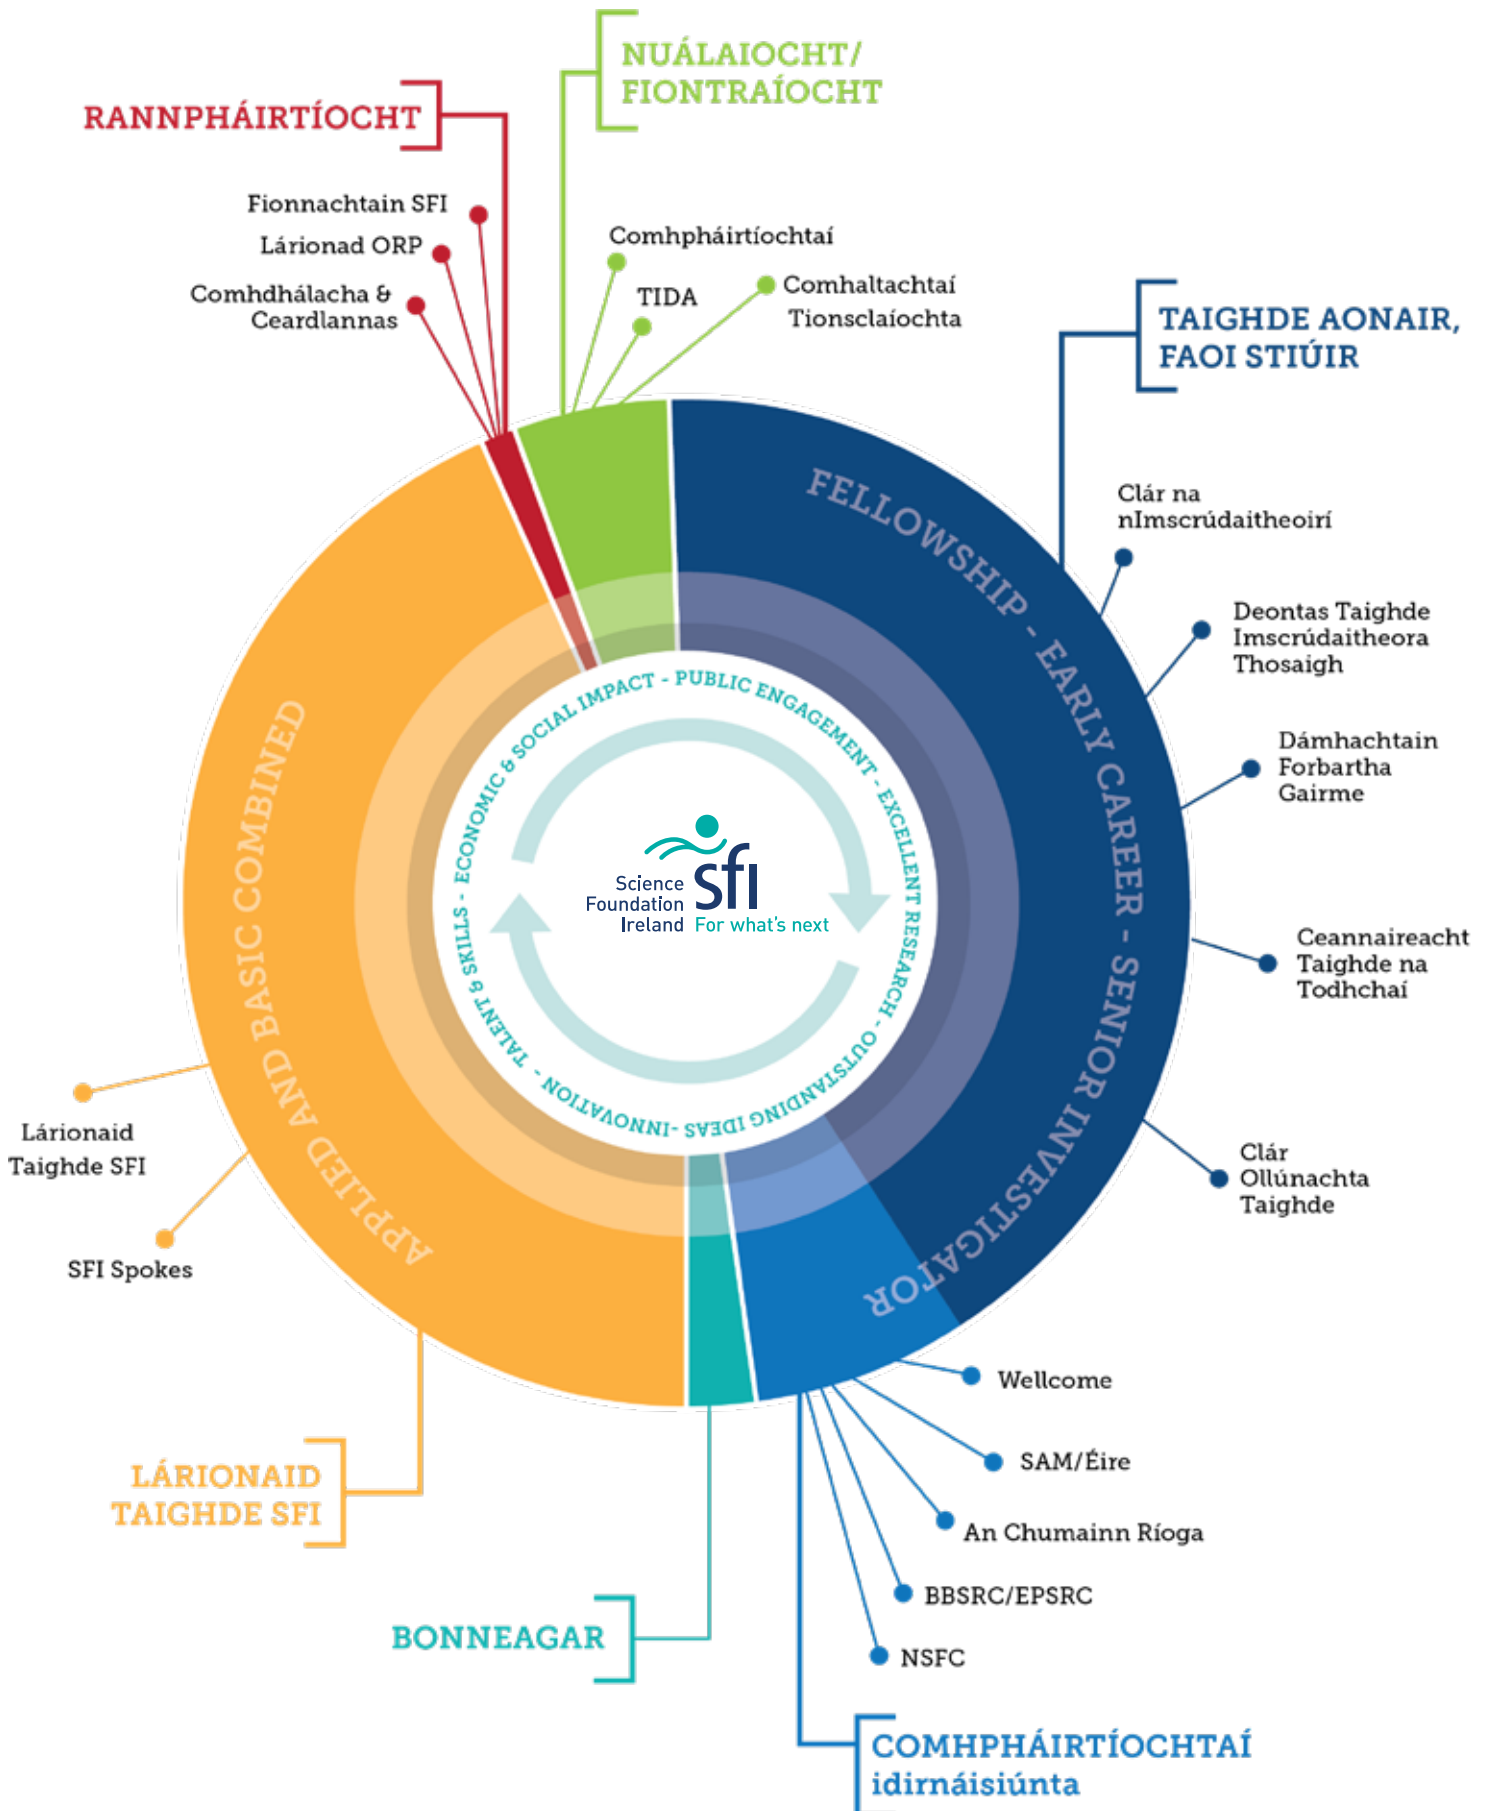 NUÁLAIOCHT/
FIONTRAÍOCHT
RANNPHÁIRTÍOCHT
Fionnachtain SFI
Lárionad ORP
Comhdhálacha &
Ceardlannas
Comhpháirtíochtaí
TIDA
Comhaltachtaí
Tionsclaíochta
TAIGHDE AONAIR,
FAOI STIÚIR
Clár na
nImscrúdaitheoirí
Deontas Taighde
Imscrúdaitheora
Thosaigh
Dámhachtain
Forbartha
Gairme
Ceannaireacht
Taighde na
Todhchaí
Clár
Ollúnachta
Taighde
FELLOWSHIP - EARLY CAREER - SENIOR INVESTIGATOR
APPLIED AND BASIC COMBINED
TALENT & SKILLS - ECONOMIC & SOCIAL IMPACT - PUBLIC ENGAGEMENT - EXCELLENT RESEARCH - OUTSTANDING IDEAS -INNOVATION -
Science
Foundation
Ireland
sfi
For what's next
Lárionaid
Taighde SFI
SFI Spokes
LÁRIONAID
TAIGHDE SFI
BONNEAGAR
Wellcome
SAM/Éire
An Chumainn Ríoga
BBSRC/EPSRC
NSFC
COMHPHÁIRTÍOCHTAÍ
idirnáisiúnta